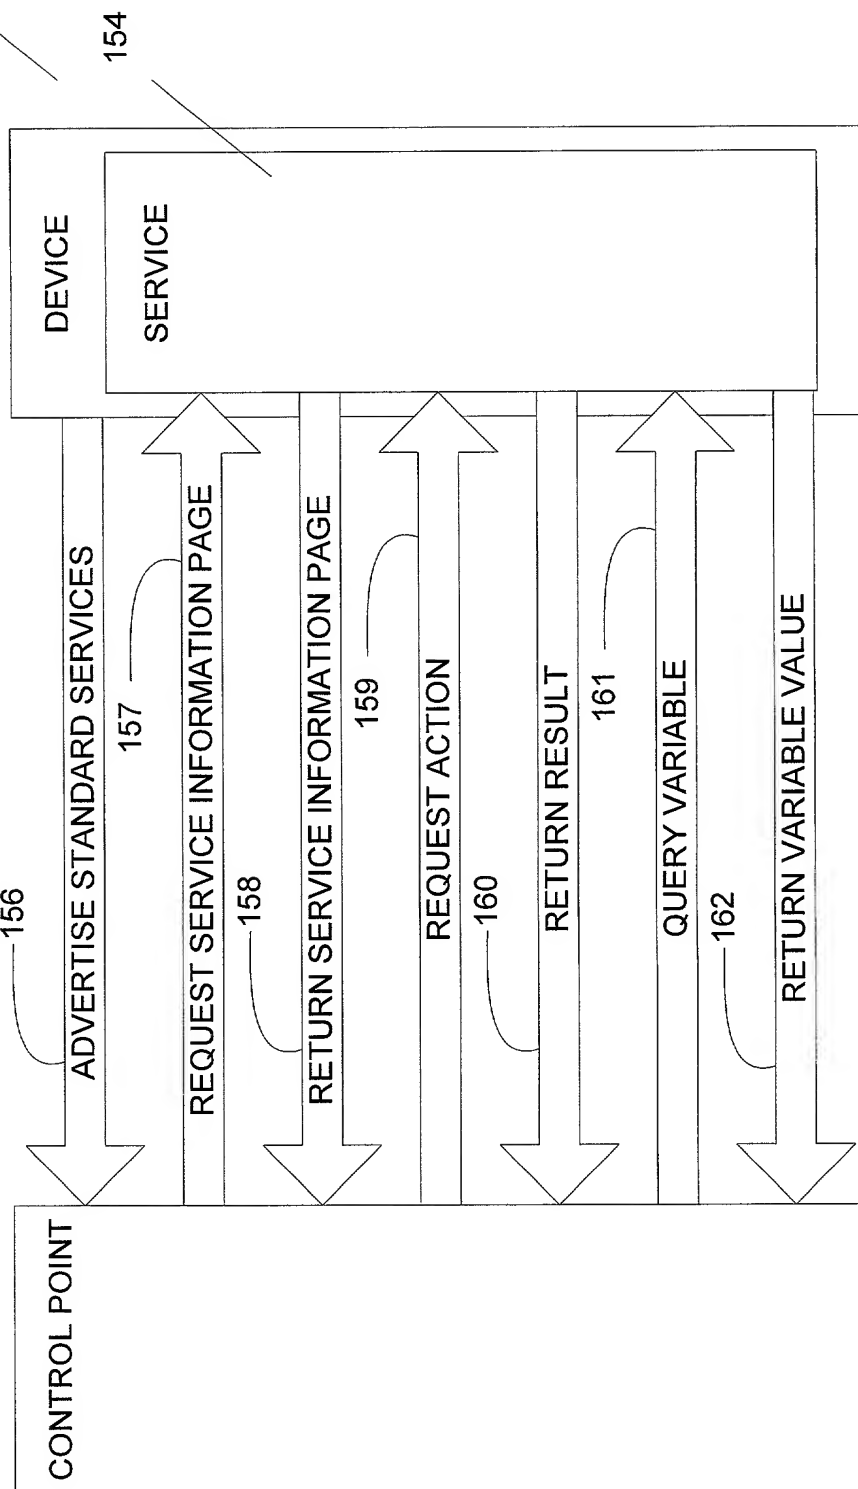 CONTROL POINT
DEVICE
154
SERVICE
156
ADVERTISE STANDARD SERVICES
157
REQUEST SERVICE INFORMATION PAGE
158
RETURN SERVICE INFORMATION PAGE
159
REQUEST ACTION
160
RETURN RESULT
161
QUERY VARIABLE
162
RETURN VARIABLE VALUE